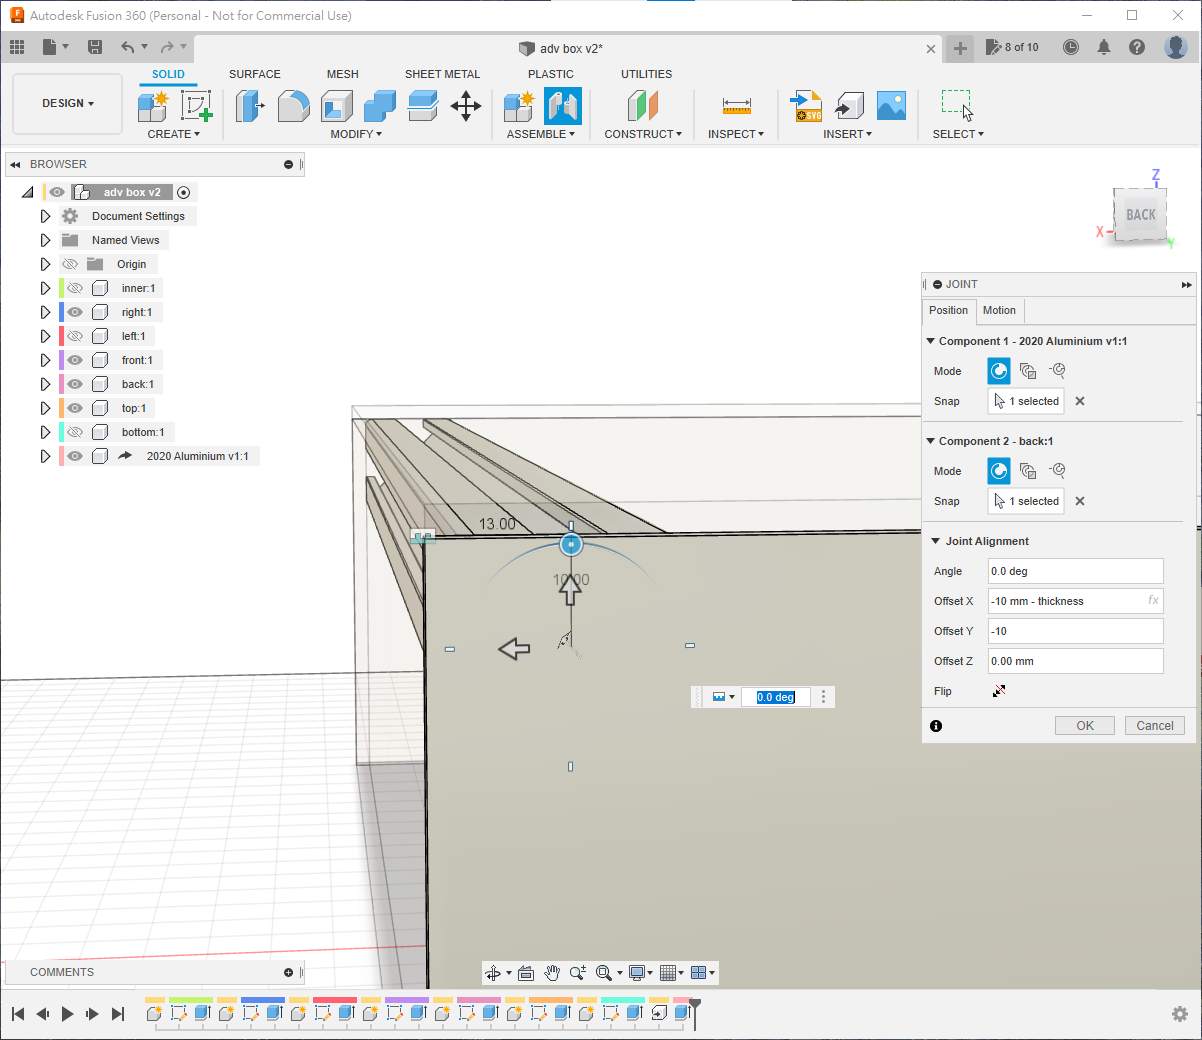 Autodesk Fusion 360 (Personal - Not for Commercial Use)
adv box v2*
8 of 10
DESIGN
SOLID SURFACE MESH SHEET METAL PLASTIC UTILITIES
CREATE MODIFY ASSEMBLE CONSTRUCT INSPECT INSERT SELECT
SVG
BROWSER
adv box v2
Document Settings
Named Views
Origin
inner:1
right:1
left:1
front:1
back:1
top:1
bottom:1
2020 Aluminium v1:1
Z
BACK
X
Y
13.00
10.00
0.0 deg
JOINT
Position Motion
Component 1 - 2020 Aluminium v1:1
Mode
Snap 1 selected
Component 2 - back:1
Mode
Snap 1 selected
Joint Alignment
Angle 0.0 deg
Offset X -10 mm - thickness fx
Offset Y -10
Offset Z 0.00 mm
Flip
OK Cancel
COMMENTS